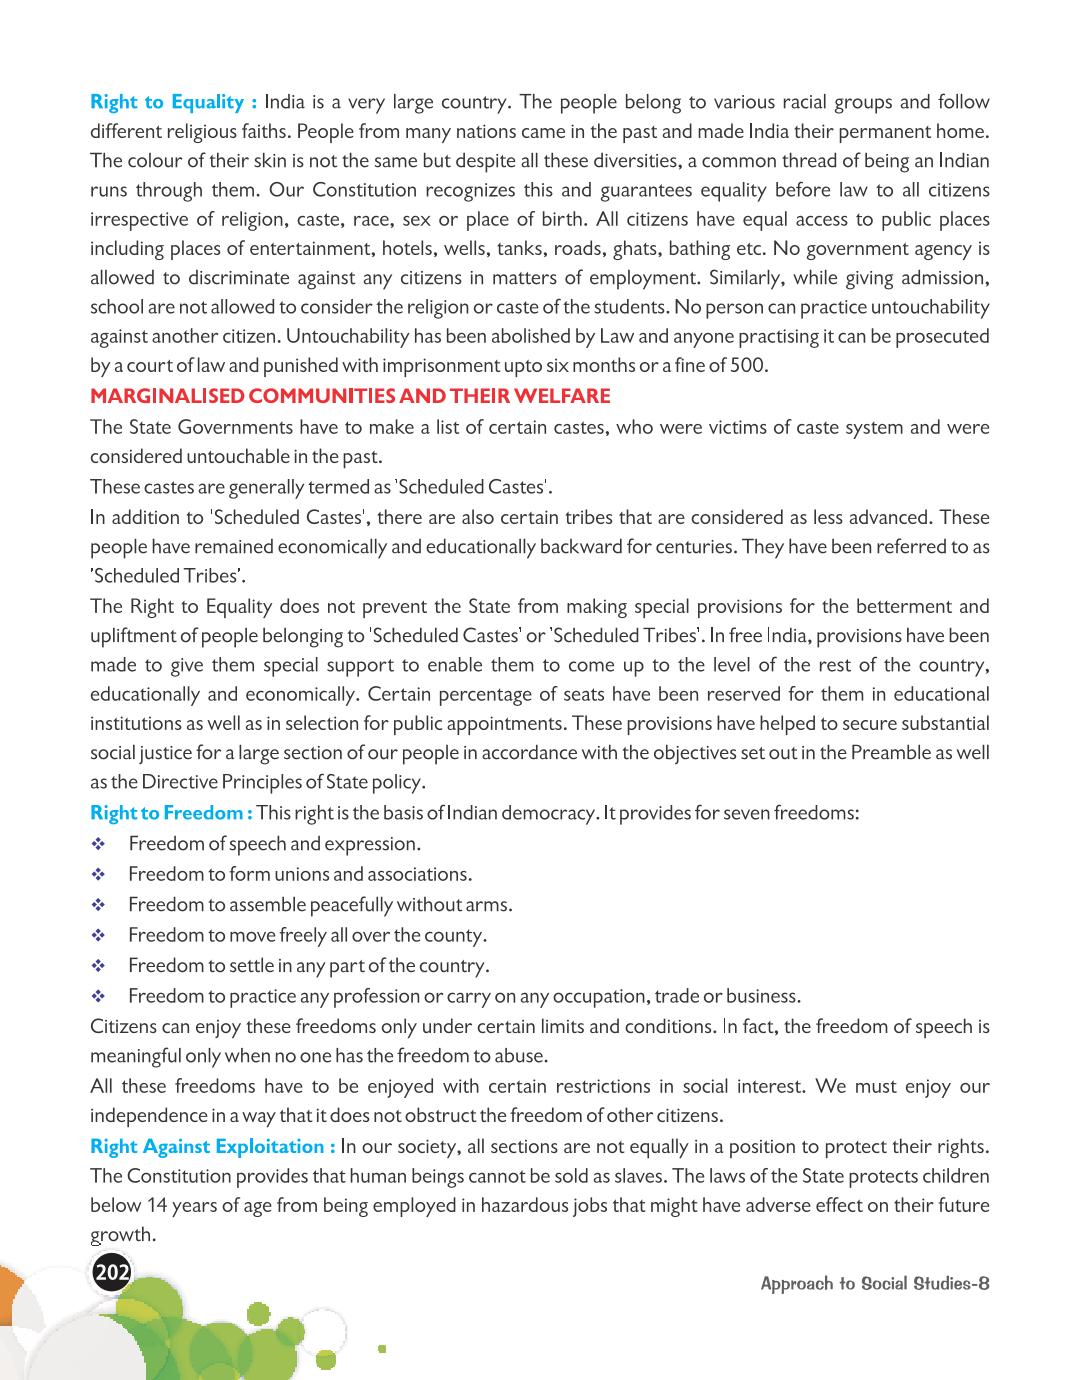 Right to Equality : India is a very large country. The people belong to various racial groups and follow
different religious faiths. People from many nations came in the past and made India their permanent home.
The colour of their skin is not the same but despite all these diversities, a common thread of being an Indian
runs through them. Our Constitution recognizes this and guarantees equality before law to all citizens
irrespective of religion, caste, race, sex or place of birth. All citizens have equal access to public places
including places of entertainment, hotels, wells, tanks, roads, ghats, bathing etc. No government agency is
allowed to discriminate against any citizens in matters of employment. Similarly, while giving admission,
school are not allowed to consider the religion or caste of the students. No person can practice untouchability
against another citizen. Untouchability has been abolished by Law and anyone practising it can be prosecuted
by a court of law and punished with imprisonment upto six months or a fine of 500.
MARGINALISED COMMUNITIES AND THEIR WELFARE
The State Governments have to make a list of certain castes, who were victims of caste system and were
considered untouchable in the past.
These castes are generally termed as 'Scheduled Castes'.
In addition to 'Scheduled Castes', there are also certain tribes that are considered as less advanced. These
people have remained economically and educationally backward for centuries. They have been referred to as
'Scheduled Tribes'.
The Right to Equality does not prevent the State from making special provisions for the betterment and
upliftment of people belonging to 'Scheduled Castes' or 'Scheduled Tribes'. In free India, provisions have been
made to give them special support to enable them to come up to the level of the rest of the country,
educationally and economically. Certain percentage of seats have been reserved for them in educational
institutions as well as in selection for public appointments. These provisions have helped to secure substantial
social justice for a large section of our people in accordance with the objectives set out in the Preamble as well
as the Directive Principles of State policy.
Right to Freedom : This right is the basis of Indian democracy. It provides for seven freedoms:
❖ Freedom of speech and expression.
❖ Freedom to form unions and associations.
❖ Freedom to assemble peacefully without arms.
❖ Freedom to move freely all over the county.
❖ Freedom to settle in any part of the country.
❖ Freedom to practice any profession or carry on any occupation, trade or business.
Citizens can enjoy these freedoms only under certain limits and conditions. In fact, the freedom of speech is
meaningful only when no one has the freedom to abuse.
All these freedoms have to be enjoyed with certain restrictions in social interest. We must enjoy our
independence in a way that it does not obstruct the freedom of other citizens.
Right Against Exploitation : In our society, all sections are not equally in a position to protect their rights.
The Constitution provides that human beings cannot be sold as slaves. The laws of the State protects children
below 14 years of age from being employed in hazardous jobs that might have adverse effect on their future
growth.
202
Approach to Social Studies-8